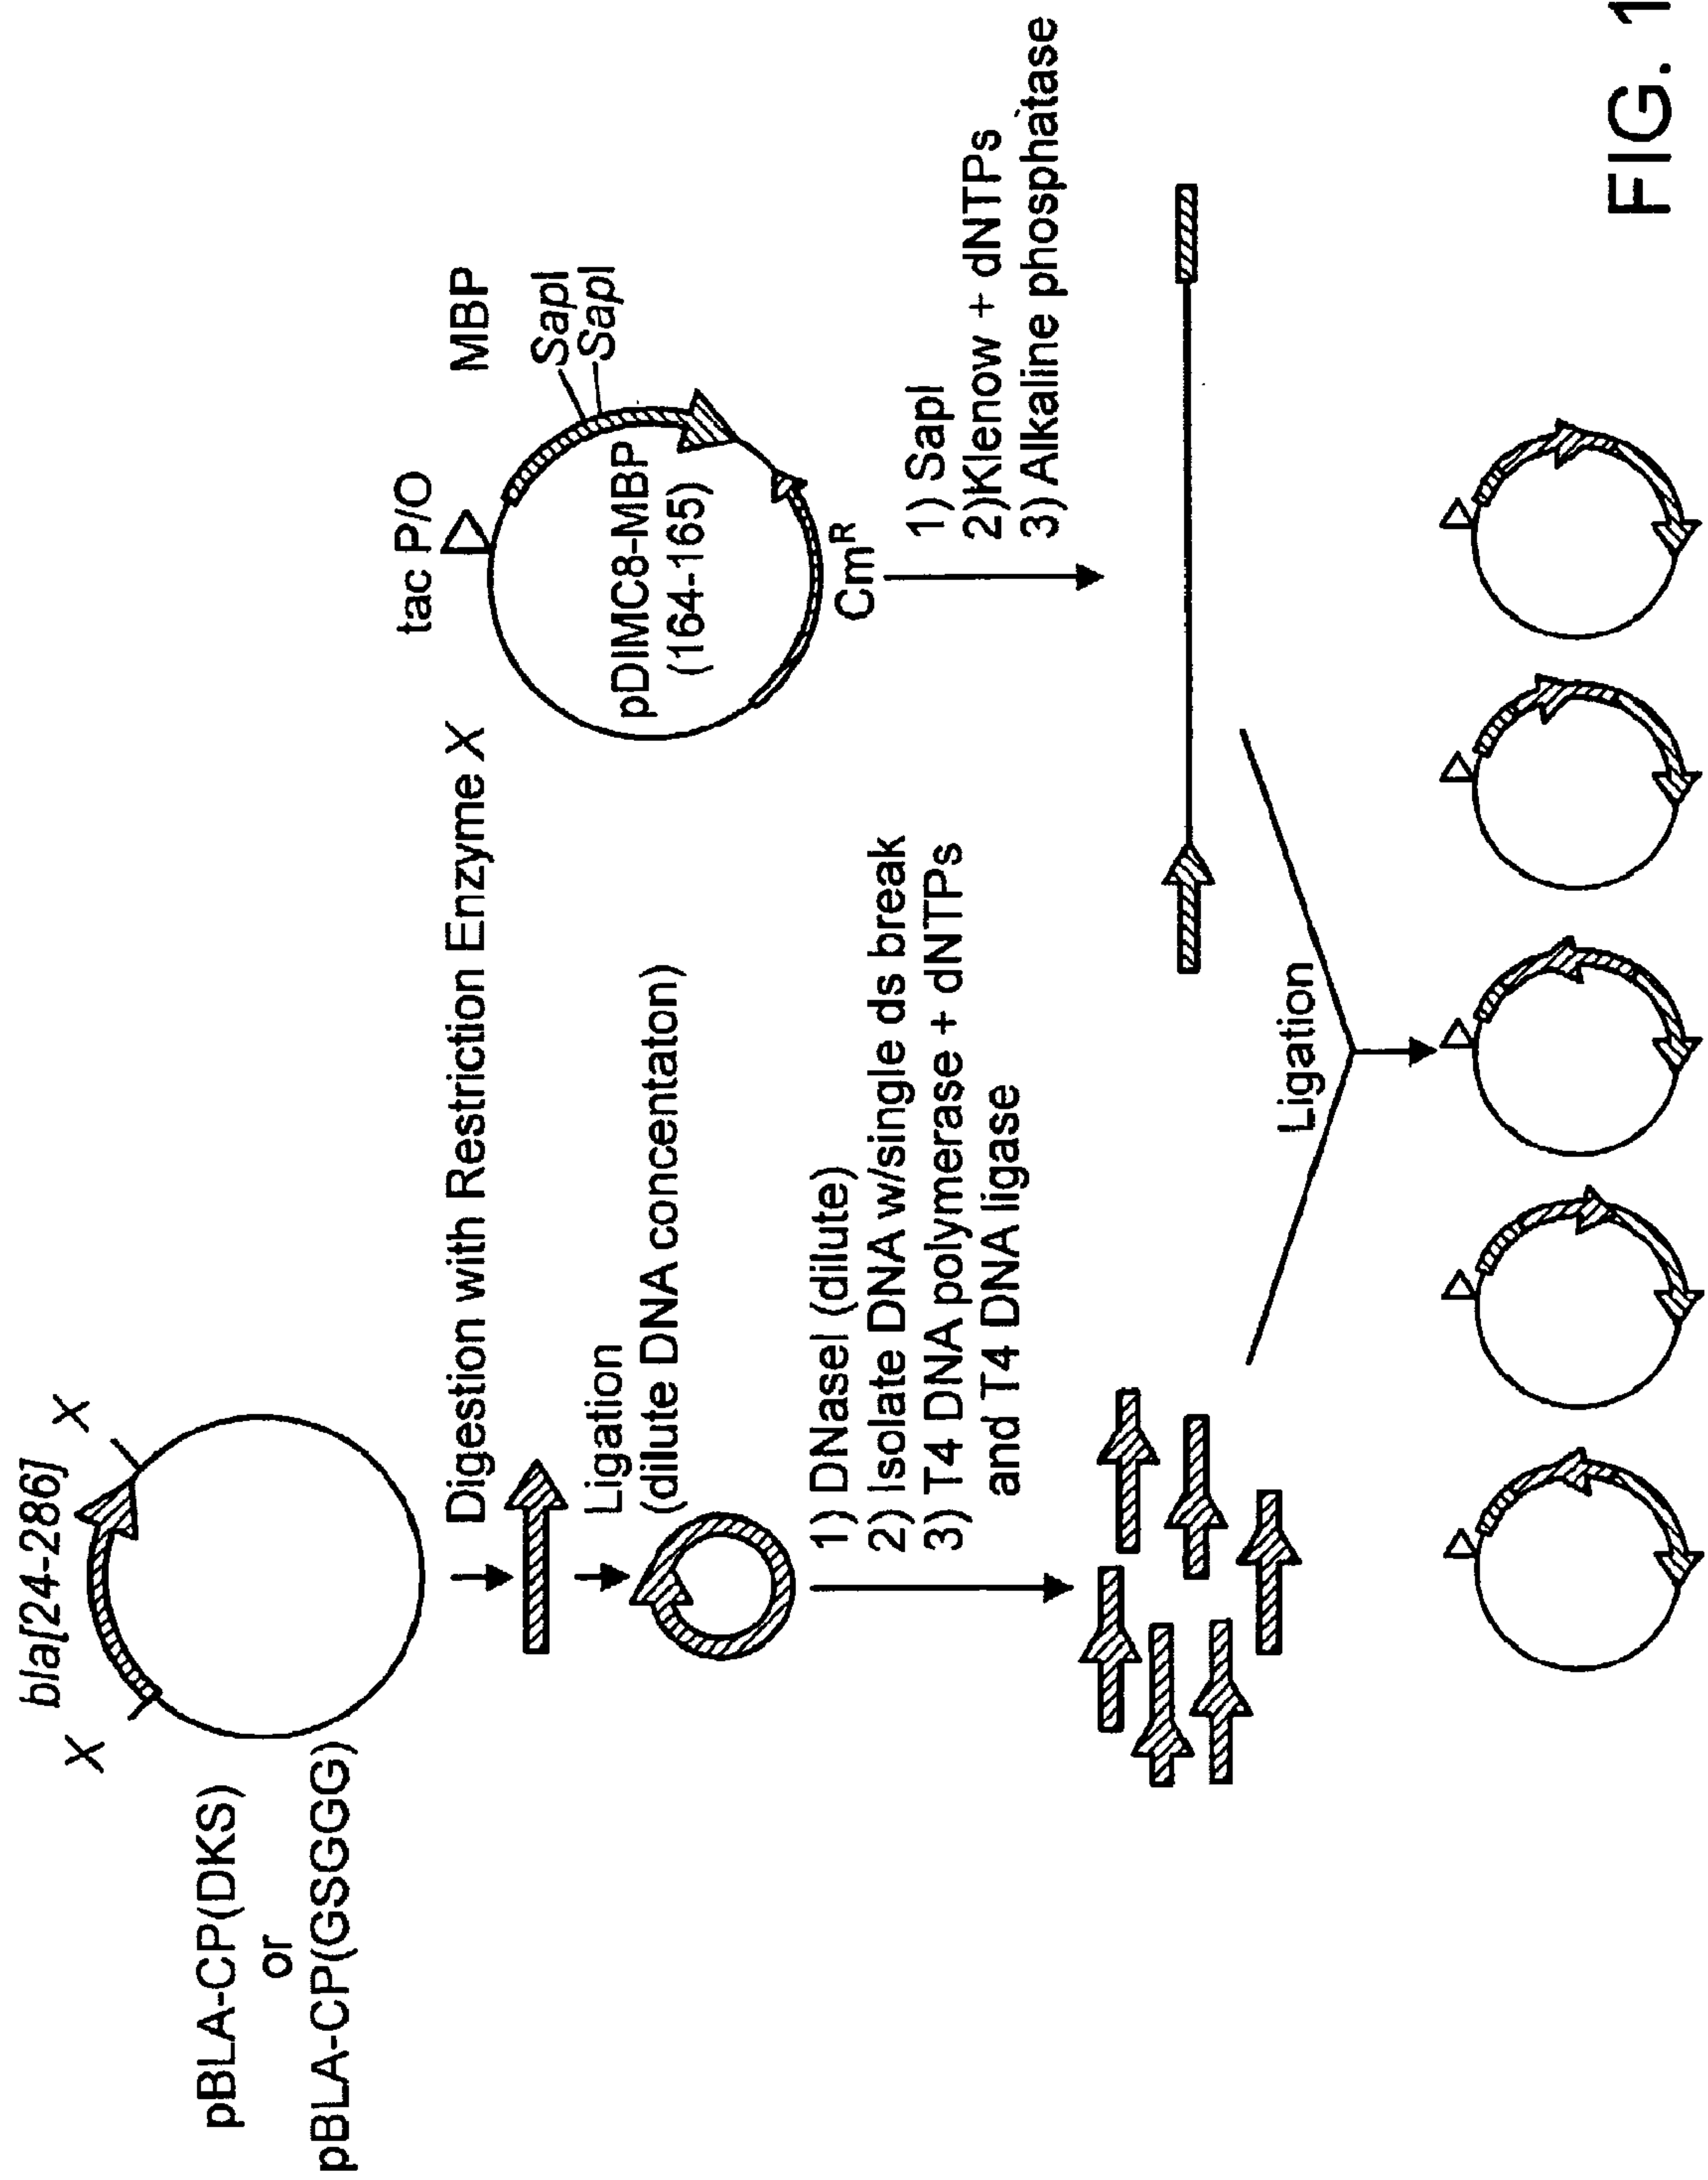 bla[24-286]
X
X
pBLA-CP(DKS)
or
pBLA-CP(GSGGG)
Digestion with Restriction Enzyme X
Ligation
(dilute DNA concentaton)
1) DNaseI (dilute)
2) Isolate DNA w/single ds break
3) T4 DNA polymerase + dNTPs
and T4 DNA ligase
tac P/O
MBP
SapI
SapI
pDIMC8-MBP
(164-165)
Cm^R
1) SapI
2)Klenow + dNTPs
3) Alkaline phosphatase
Ligation
FIG. 1